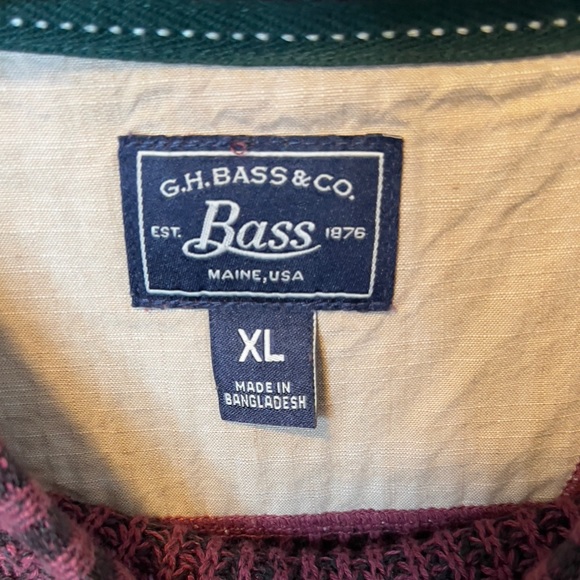 G.H.BASS & CO.
EST. Bass 1876
MAINE, USA
XL
MADE IN
BANGLADESH